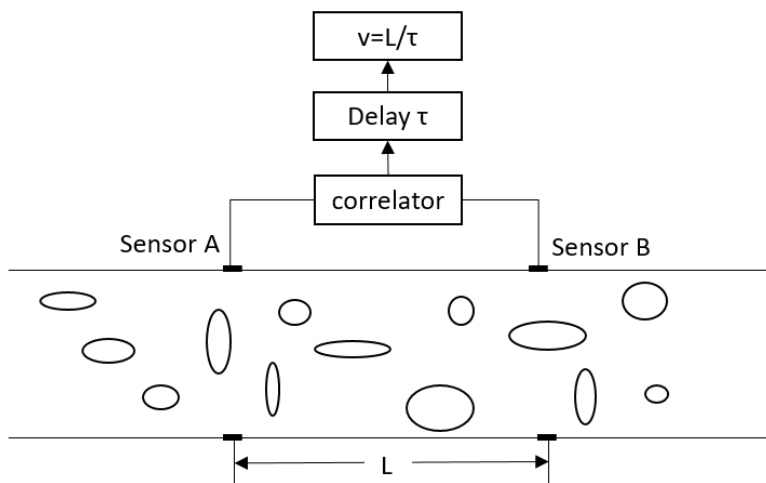 v=L/τ
Delay τ
correlator
Sensor A
Sensor B
L